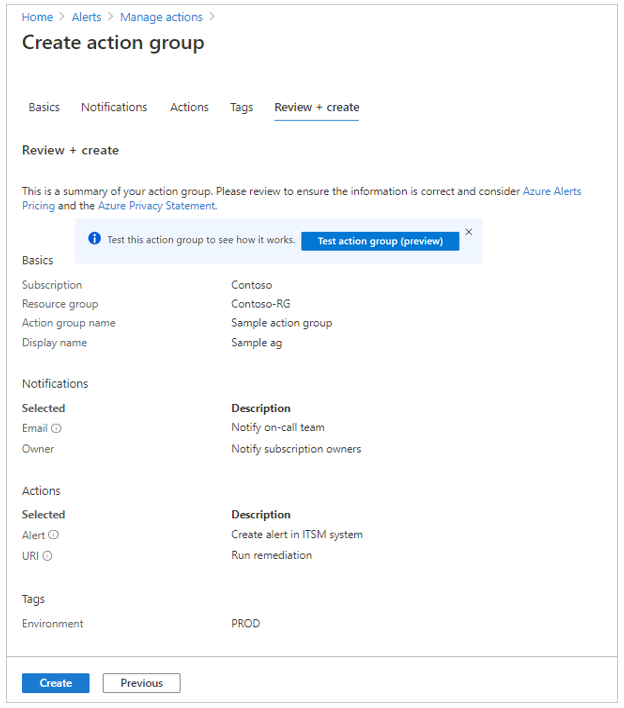 Home > Alerts > Manage actions >
Create action group
Basics Notifications Actions Tags Review + create
Review + create
This is a summary of your action group. Please review to ensure the information is correct and consider Azure Alerts
Pricing and the Azure Privacy Statement.
Test this action group to see how it works. Test action group (preview)
Basics
Subscription Contoso
Resource group Contoso-RG
Action group name Sample action group
Display name Sample ag
Notifications
Selected Description
Email Notify on-call team
Owner Notify subscription owners
Actions
Selected Description
Alert Create alert in ITSM system
URI Run remediation
Tags
Environment PROD
Create Previous